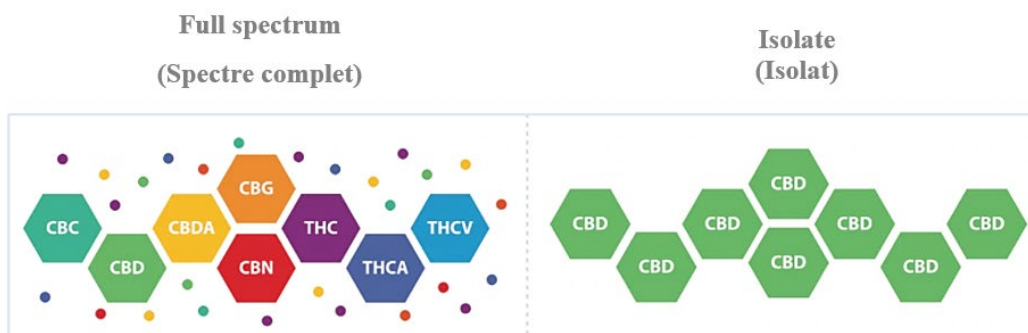 Full spectrum
(Spectre complet)
Isolate
(Isolat)
CBG
CBC
CBDA
THC
THCV
CBD
CBN
THCA
CBD
CBD
CBD
CBD
CBD
CBD
CBD
CBD